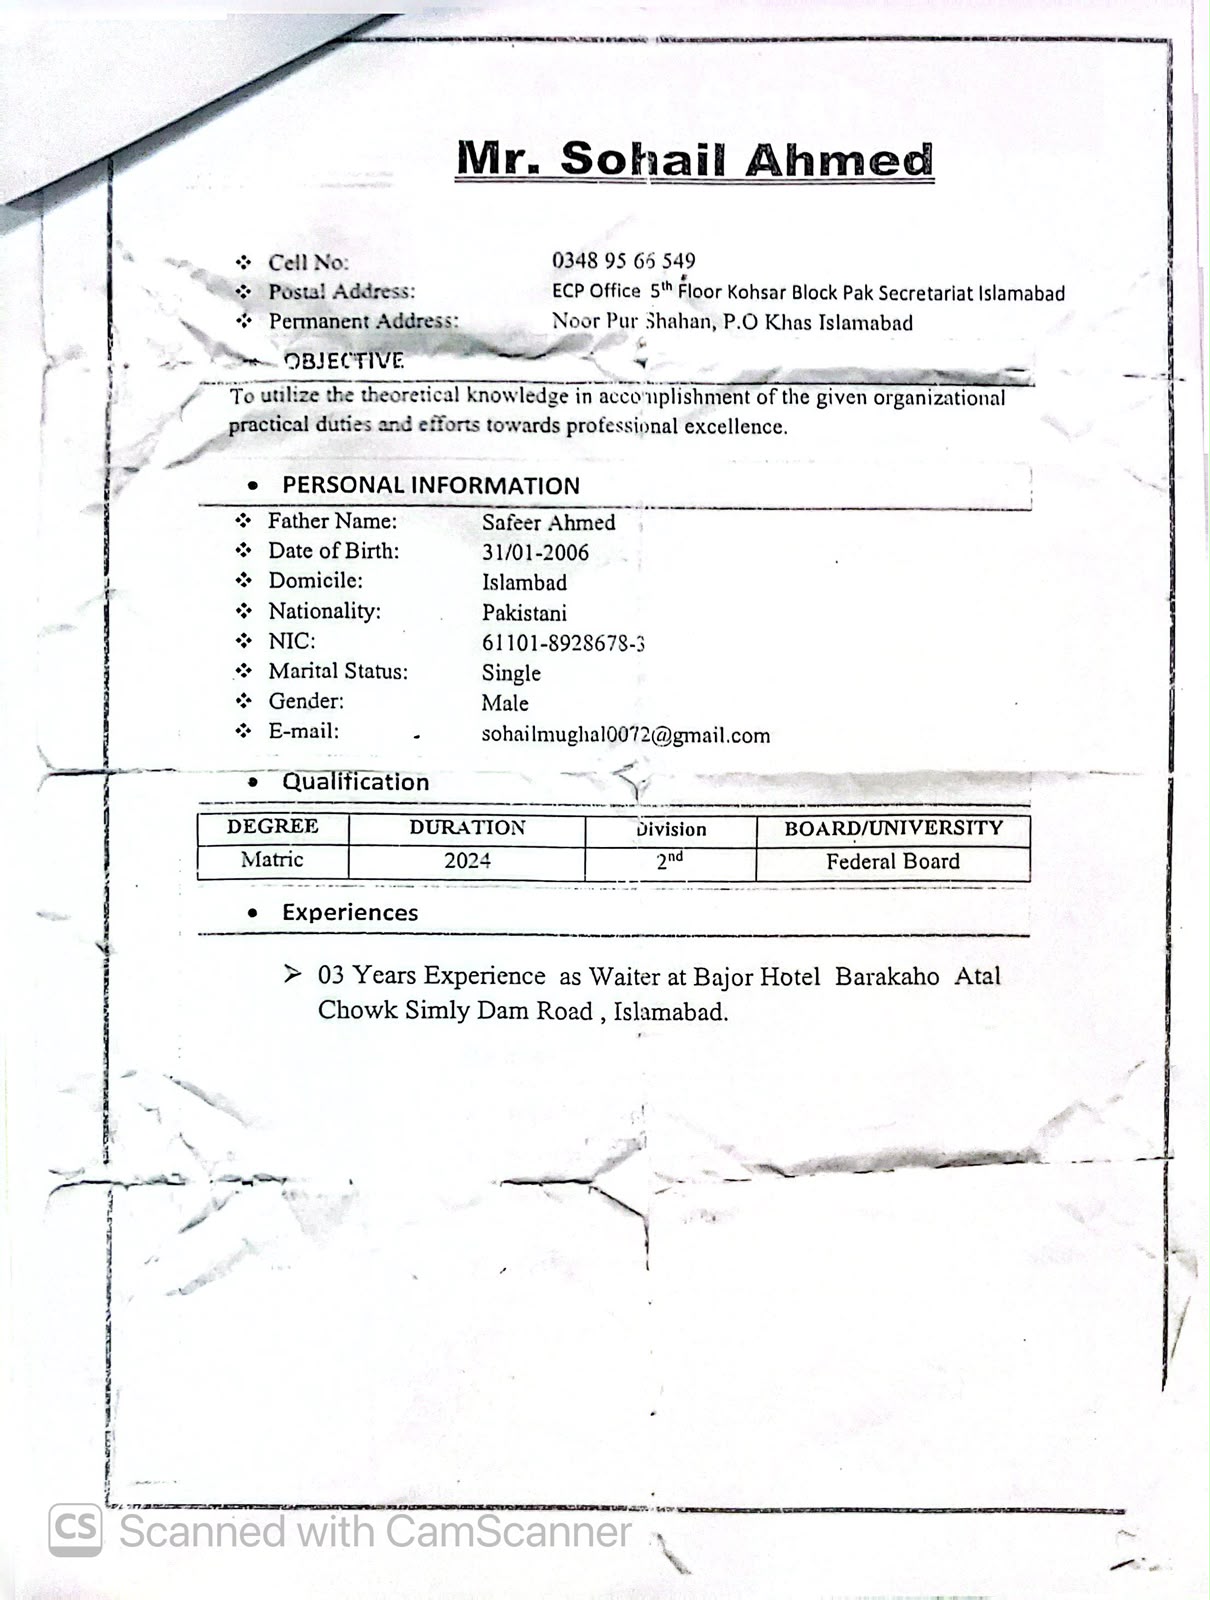 Mr. Sohail Ahmed
❖ Cell No: 0348 95 66 549
❖ Postal Address: ECP Office 5th Floor Kohsar Block Pak Secretariat Islamabad
❖ Permanent Address: Noor Pur Shahan, P.O Khas Islamabad
OBJECTIVE
To utilize the theoretical knowledge in accomplishment of the given organizational
practical duties and efforts towards professional excellence.
• PERSONAL INFORMATION
❖ Father Name: Safeer Ahmed
❖ Date of Birth: 31/01-2006
❖ Domicile: Islambad
❖ Nationality: Pakistani
❖ NIC: 61101-8928678-3
❖ Marital Status: Single
❖ Gender: Male
❖ E-mail: sohailmughal0072@gmail.com
• Qualification
DEGREE DURATION Division BOARD/UNIVERSITY
Matric 2024 2nd Federal Board
• Experiences
➢ 03 Years Experience as Waiter at Bajor Hotel Barakaho Atal
Chowk Simly Dam Road , Islamabad.
CS Scanned with CamScanner